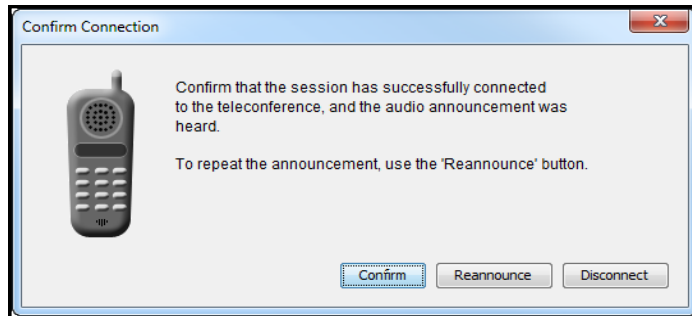 Confirm Connection
Confirm that the session has successfully connected
to the teleconference, and the audio announcement was
heard.
To repeat the announcement, use the 'Reannounce' button.
Confirm Reannounce Disconnect